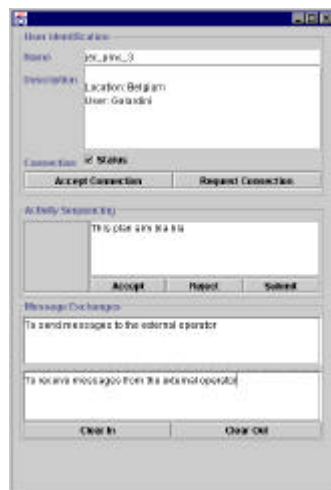 User Identification
Name
Description
Location: Belgium
User: Galardini
Connection
Status
Accept Connection Request Connection
Activity Sequencing
This plan aim bla bla
Accept Reject Submit
Message Exchanges
To send messages to the external operator
To receive messages from the external operator
Clear In Clear Out